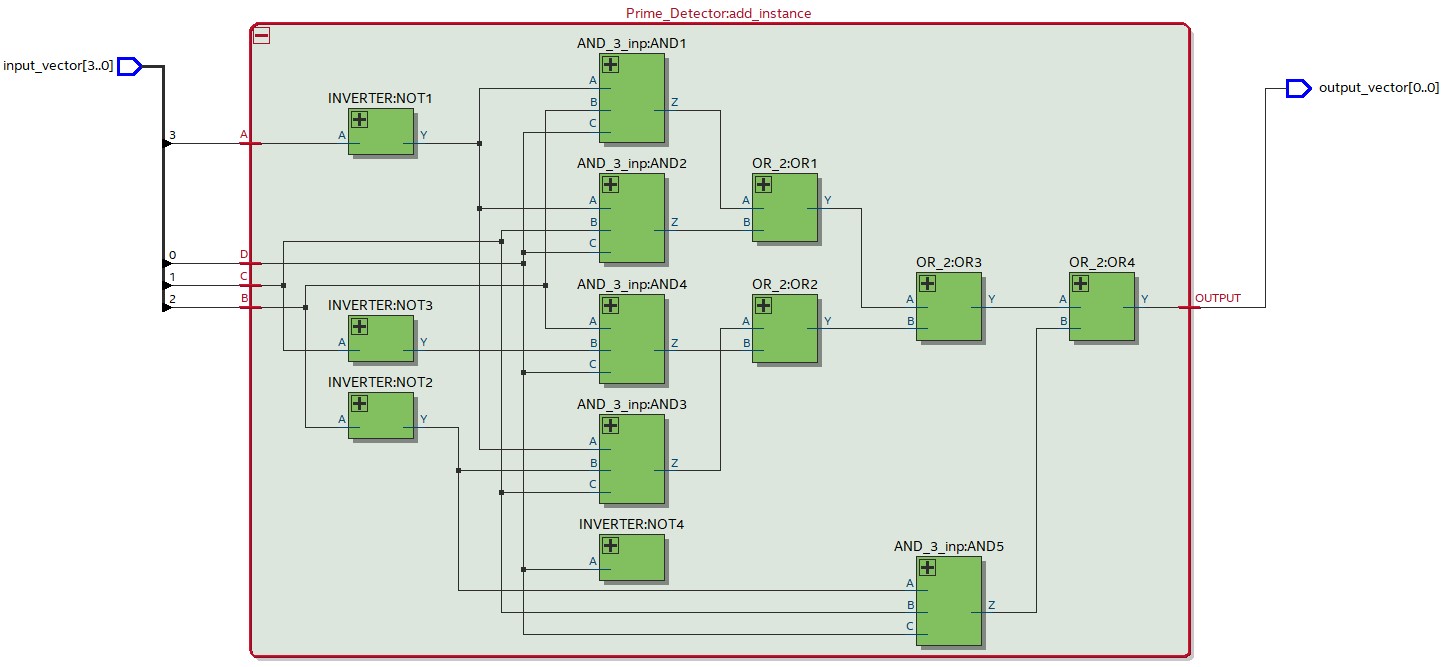 Prime_Detector:add_instance
input_vector[3..0]
output_vector[0..0]
3
0
1
2
A
D
C
B
INVERTER:NOT1
A
Y
INVERTER:NOT3
A
Y
INVERTER:NOT2
A
Y
AND_3_inp:AND1
A
B
C
Z
AND_3_inp:AND2
A
B
C
Z
AND_3_inp:AND4
A
B
C
Z
AND_3_inp:AND3
A
B
C
Z
INVERTER:NOT4
A
OR_2:OR1
A
B
Y
OR_2:OR2
A
B
Y
OR_2:OR3
A
B
Y
AND_3_inp:AND5
A
B
C
Z
OR_2:OR4
A
B
Y
OUTPUT